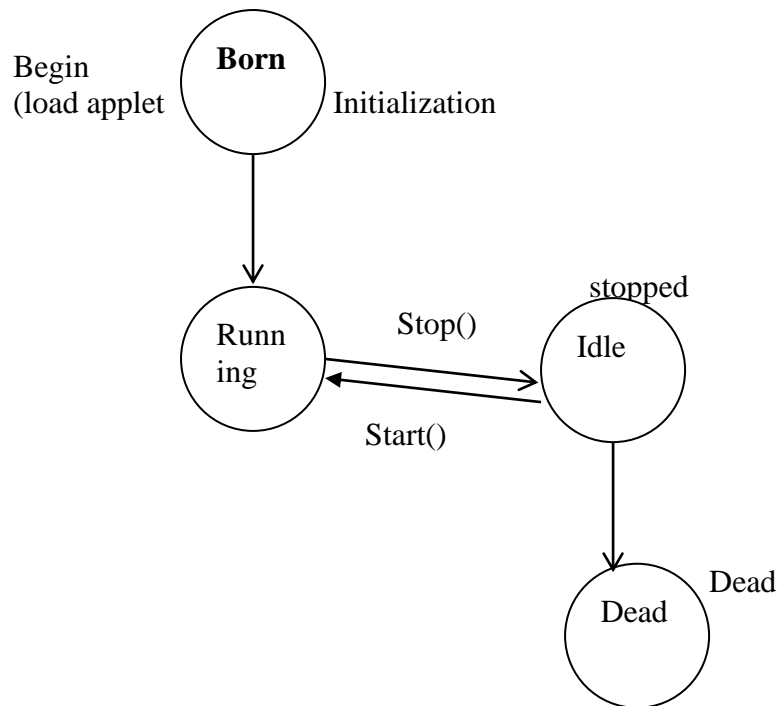 Born
Begin
(load applet
Initialization
stopped
Stop()
Runn
ing
Idle
Start()
Dead
Dead